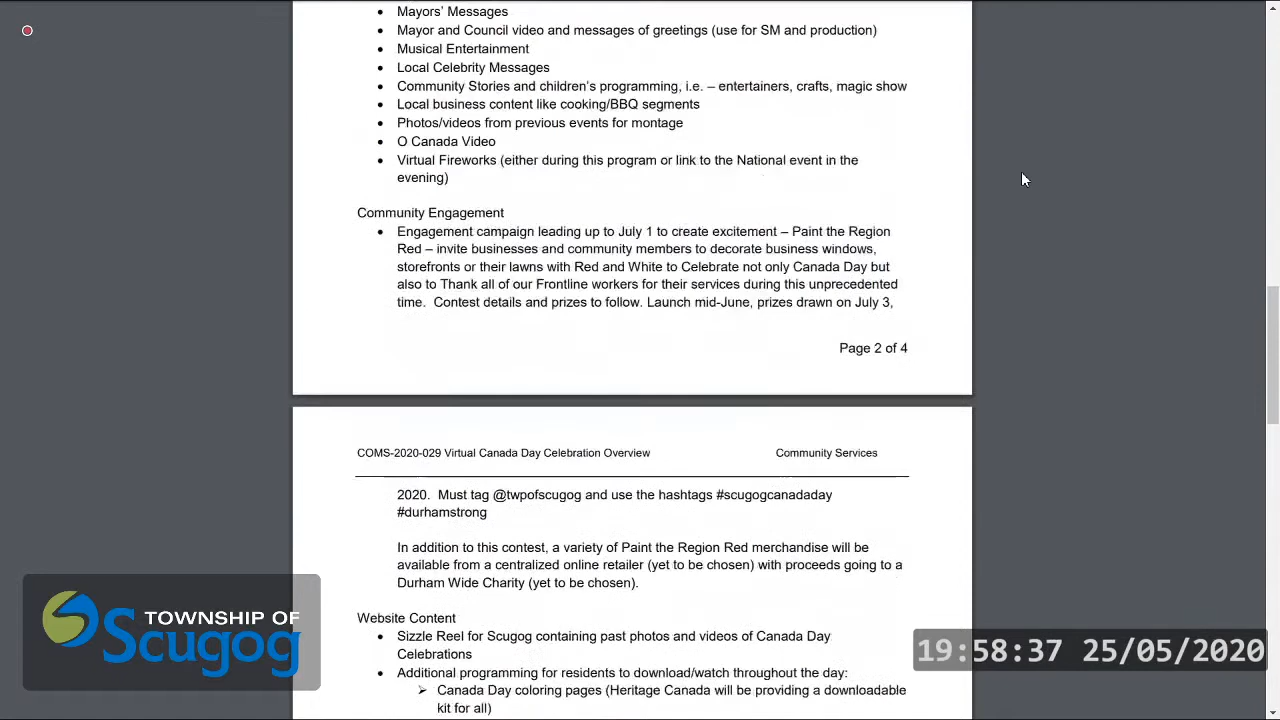 • Mayors' Messages
• Mayor and Council video and messages of greetings (use for SM and production)
• Musical Entertainment
• Local Celebrity Messages
• Community Stories and children's programming, i.e. – entertainers, crafts, magic show
• Local business content like cooking/BBQ segments
• Photos/videos from previous events for montage
• O Canada Video
• Virtual Fireworks (either during this program or link to the National event in the
evening)
Community Engagement
• Engagement campaign leading up to July 1 to create excitement – Paint the Region
Red – invite businesses and community members to decorate business windows,
storefronts or their lawns with Red and White to Celebrate not only Canada Day but
also to Thank all of our Frontline workers for their services during this unprecedented
time.  Contest details and prizes to follow. Launch mid-June, prizes drawn on July 3,
Page 2 of 4
COMS-2020-029 Virtual Canada Day Celebration Overview Community Services
2020.  Must tag @twpofscugog and use the hashtags #scugogcanadaday
#durhamstrong
In addition to this contest, a variety of Paint the Region Red merchandise will be
available from a centralized online retailer (yet to be chosen) with proceeds going to a
Durham Wide Charity (yet to be chosen).
Website Content
• Sizzle Reel for Scugog containing past photos and videos of Canada Day
Celebrations
• Additional programming for residents to download/watch throughout the day:
➢ Canada Day coloring pages (Heritage Canada will be providing a downloadable
kit for all)
TOWNSHIP OF
Scugog
19:58:37 25/05/2020